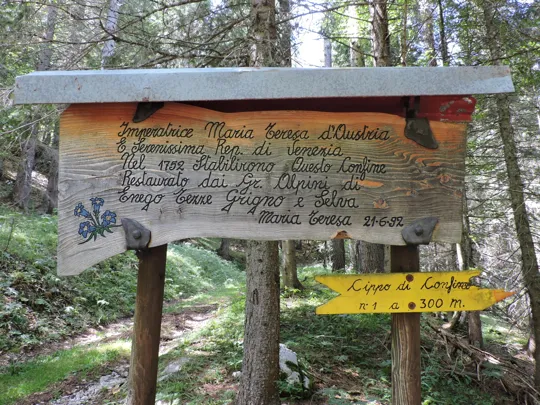 Imperatrice Maria Teresa d'Austria
E Serenissima Rep. di Venezia
Nel 1752 Stabilirono Questo Confine
Restaurato dai Gr. Alpini di
Enego Tezze Grigno e Selva
Maria Teresa 21-6-92
Cippo di Confine
n°1 a 300 m.